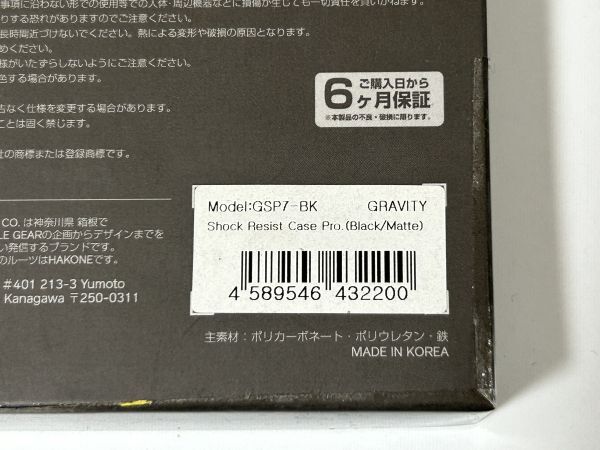 事項に沿わない形での使用等での人体・周辺機器などに損傷が生じても一切責任を負いかねます。
りする恐れがありますのでご注意ください。
長時間近づけないでください。熱による変形や破損の原因となります。
めください。
様がいたずらしないようにご注意ください。
色する場合があります。
告なく仕様を変更する場合があります。
ことは固く禁じます。
社の商標または登録商標です。
6ヶ月保証
ご購入日から
※本製品の不良・破損に限ります。
Model:GSP7-BK GRAVITY
Shock Resist Case Pro.(Black/Matte)
4 589546 432200
CO. は神奈川県 箱根で
LE GEARの企画からデザインまでを
い発信するブランドです。
のルーツはHAKONEです。
#401 213-3 Yumoto
Kanagawa 〒250-0311
主素材：ポリカーボネート・ポリウレタン・鉄
MADE IN KOREA